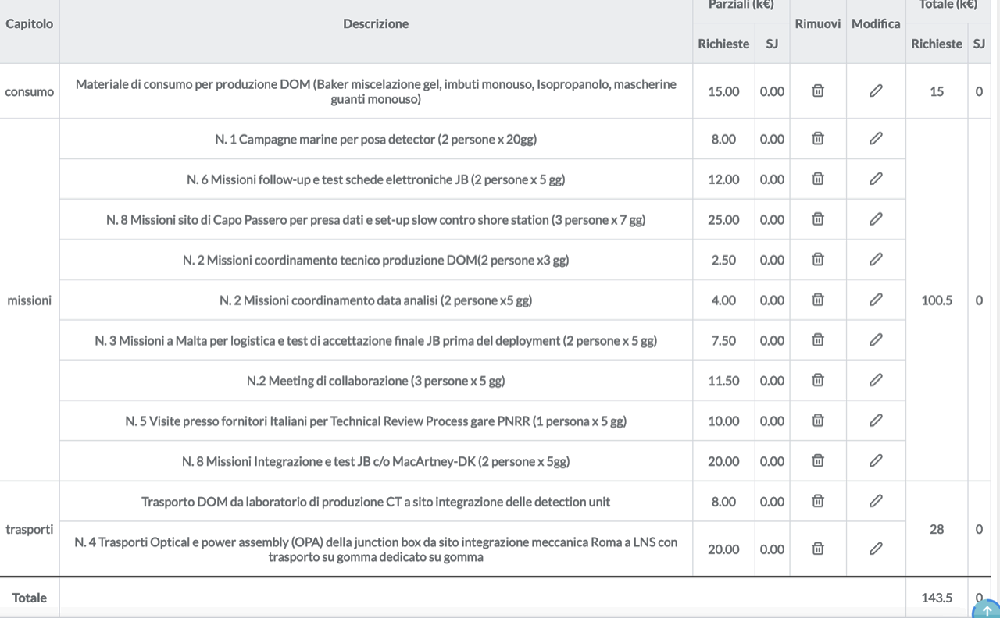 Parziali (k€) Totale (k€)
Capitolo Descrizione Rimuovi Modifica
Richieste SJ Richieste SJ
Materiale di consumo per produzione DOM (Baker miscelazione gel, imbuti monouso, Isopropanolo, mascherine
consumo 15.00 0.00 15 0
guanti monouso)
N. 1 Campagne marine per posa detector (2 persone x 20gg) 8.00 0.00
N. 6 Missioni follow-up e test schede elettroniche JB (2 persone x 5 gg) 12.00 0.00
N. 8 Missioni sito di Capo Passero per presa dati e set-up slow contro shore station (3 persone x 7 gg) 25.00 0.00
N. 2 Missioni coordinamento tecnico produzione DOM(2 persone x3 gg) 2.50 0.00
missioni N. 2 Missioni coordinamento data analisi (2 persone x5 gg) 4.00 0.00 100.5 0
N. 3 Missioni a Malta per logistica e test di accettazione finale JB prima del deployment (2 persone x 5 gg) 7.50 0.00
N.2 Meeting di collaborazione (3 persone x 5 gg) 11.50 0.00
N. 5 Visite presso fornitori Italiani per Technical Review Process gare PNRR (1 persona x 5 gg) 10.00 0.00
N. 8 Missioni Integrazione e test JB c/o MacArtney-DK (2 persone x 5gg) 20.00 0.00
Trasporto DOM da laboratorio di produzione CT a sito integrazione delle detection unit 8.00 0.00
trasporti 28 0
N. 4 Trasporti Optical e power assembly (OPA) della junction box da sito integrazione meccanica Roma a LNS con
20.00 0.00
trasporto su gomma dedicato su gomma
Totale 143.5 0